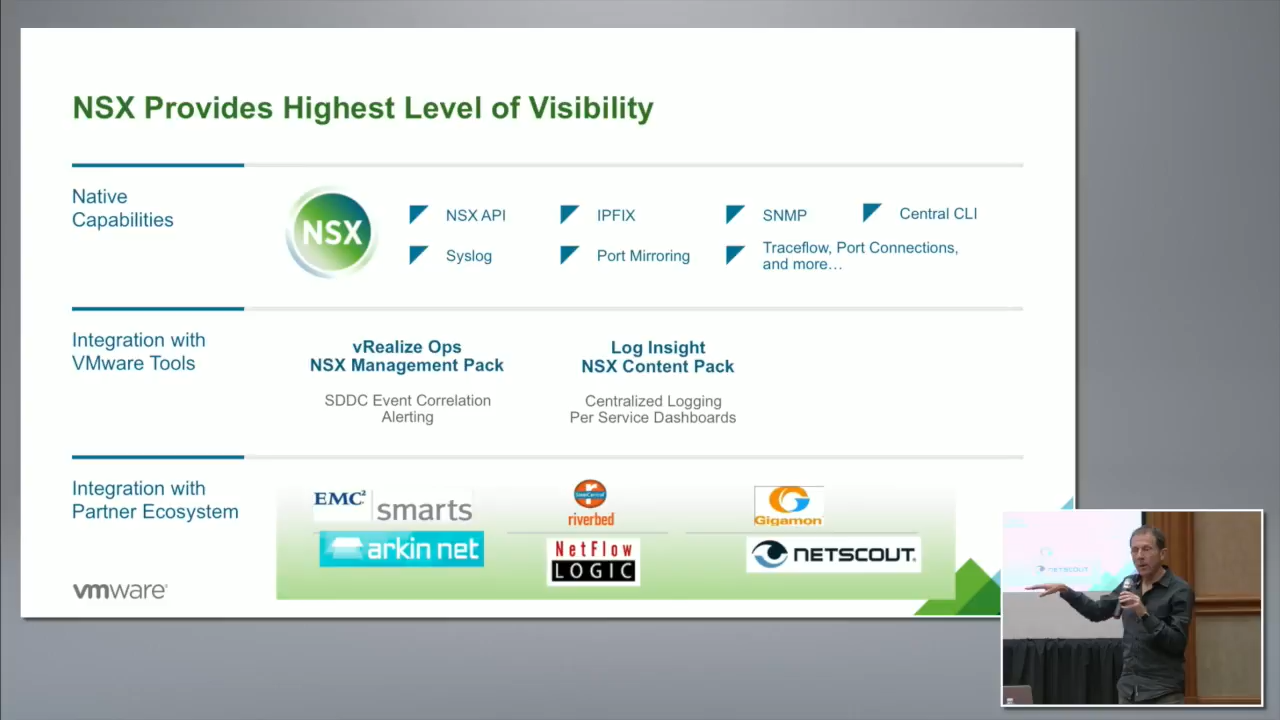 NSX Provides Highest Level of Visibility
Native
Capabilities
NSX
NSX API
IPFIX
SNMP
Central CLI
Syslog
Port Mirroring
Traceflow, Port Connections,
and more…
Integration with
VMware Tools
vRealize Ops
NSX Management Pack
SDDC Event Correlation
Alerting
Log Insight
NSX Content Pack
Centralized Logging
Per Service Dashboards
Integration with
Partner Ecosystem
EMC² smarts
riverbed
Gigamon
arkin net
NetFlow
LOGIC
NETSCOUT.
vmware®
NETSCOUT